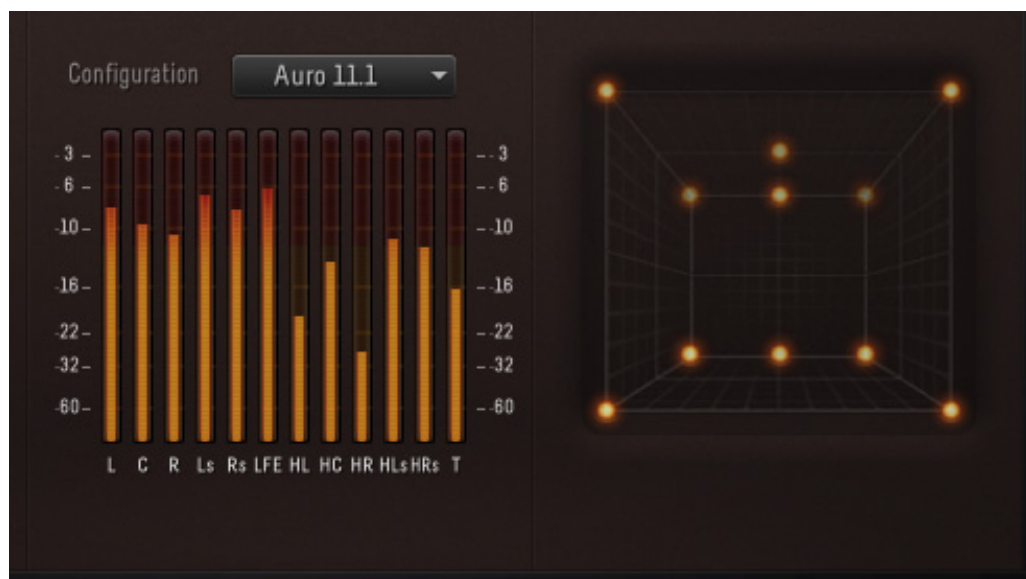 Configuration Auro 11.1
-3 – – -3
-6 – – -6
-10 – – -10
-16 – – -16
-22 – – -22
-32 – – -32
-60 – – -60
L C R Ls Rs LFE HL HC HR HLs HRs T